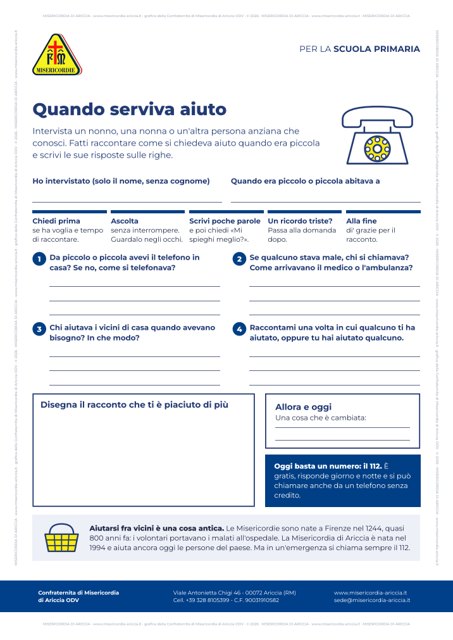 MISERICORDIE
PER LA SCUOLA PRIMARIA
Quando serviva aiuto
Intervista un nonno, una nonna o un'altra persona anziana che
conosci. Fatti raccontare come si chiedeva aiuto quando era piccola
e scrivi le sue risposte sulle righe.
Ho intervistato (solo il nome, senza cognome)
Quando era piccolo o piccola abitava a
Chiedi prima
se ha voglia e tempo
di raccontare.
Ascolta
senza interrompere.
Guardalo negli occhi.
Scrivi poche parole
e poi chiedi «Mi
spieghi meglio?».
Un ricordo triste?
Passa alla domanda
dopo.
Alla fine
di' grazie per il
racconto.
1 Da piccolo o piccola avevi il telefono in
casa? Se no, come si telefonava?
2 Se qualcuno stava male, chi si chiamava?
Come arrivavano il medico o l'ambulanza?
3 Chi aiutava i vicini di casa quando avevano
bisogno? In che modo?
4 Raccontami una volta in cui qualcuno ti ha
aiutato, oppure tu hai aiutato qualcuno.
Disegna il racconto che ti è piaciuto di più
Allora e oggi
Una cosa che è cambiata:
Oggi basta un numero: il 112. È
gratis, risponde giorno e notte e si può
chiamare anche da un telefono senza
credito.
Aiutarsi fra vicini è una cosa antica. Le Misericordie sono nate a Firenze nel 1244, quasi
800 anni fa: i volontari portavano i malati all'ospedale. La Misericordia di Ariccia è nata nel
1994 e aiuta ancora oggi le persone del paese. Ma in un'emergenza si chiama sempre il 112.
Confraternita di Misericordia
di Ariccia ODV
Viale Antonietta Chigi 46 - 00072 Ariccia (RM)
Cell. +39 328 8105399 - C.F. 90031910582
www.misericordia-ariccia.it
sede@misericordia-ariccia.it